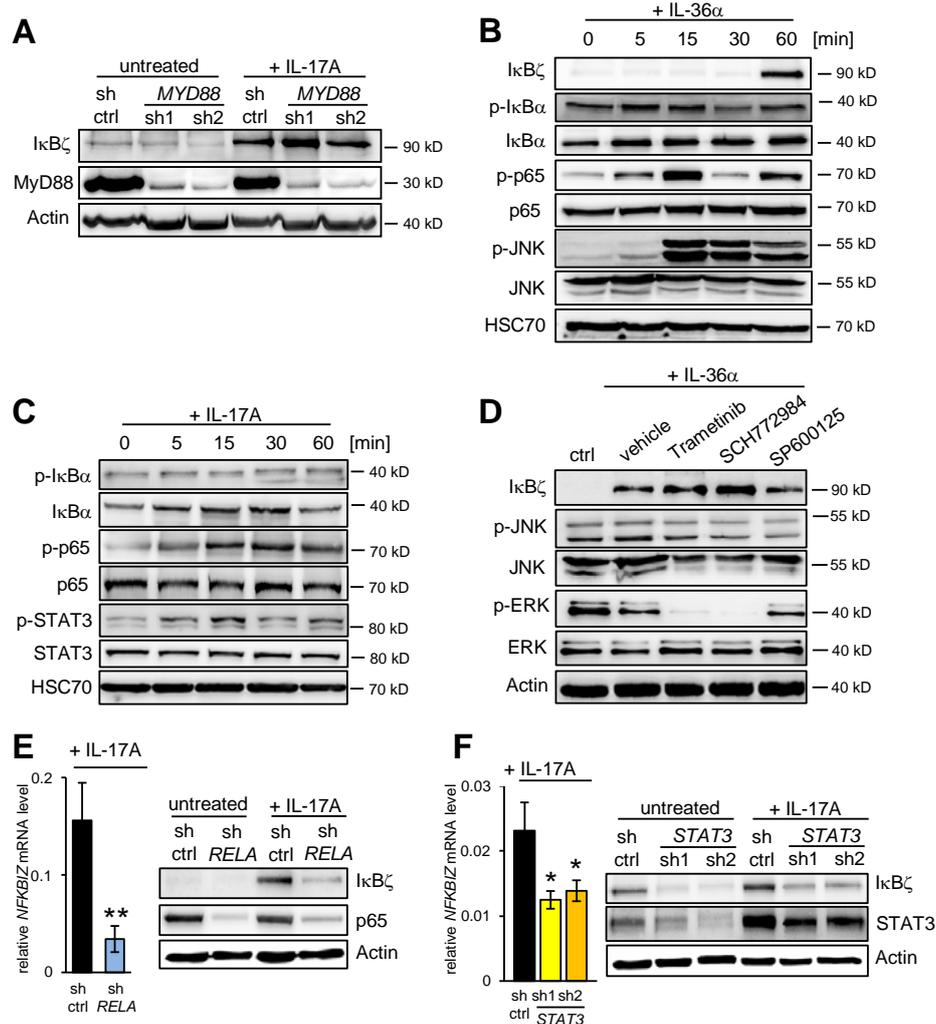 A
untreated
+ IL-17A
sh
MYD88
sh
MYD88
ctrl
sh1
sh2
ctrl
sh1
sh2
IκBζ
90 kD
MyD88
30 kD
Actin
40 kD
B
+ IL-36α
0 5 15 30 60 [min]
IκBζ
90 kD
p-IκBα
40 kD
IκBα
40 kD
p-p65
70 kD
p65
70 kD
p-JNK
55 kD
JNK
55 kD
HSC70
70 kD
C
+ IL-17A
0 5 15 30 60 [min]
p-IκBα
40 kD
IκBα
40 kD
p-p65
70 kD
p65
70 kD
p-STAT3
80 kD
STAT3
80 kD
HSC70
70 kD
D
+ IL-36α
ctrl
vehicle
Trametinib
SCH772984
SP600125
IκBζ
90 kD
p-JNK
55 kD
JNK
55 kD
p-ERK
40 kD
ERK
40 kD
Actin
40 kD
E
+ IL-17A
relative NFKBIZ mRNA level
0.2
0.1
0
**
sh
ctrl
sh
RELA
untreated
+ IL-17A
sh
ctrl
sh
RELA
sh
ctrl
sh
RELA
IκBζ
p65
Actin
F
+ IL-17A
relative NFKBIZ mRNA level
0.03
0.02
0.01
0
*
*
sh
ctrl
sh1 sh2
STAT3
untreated
+ IL-17A
sh
ctrl
STAT3
sh1 sh2
sh
ctrl
STAT3
sh1 sh2
IκBζ
STAT3
Actin